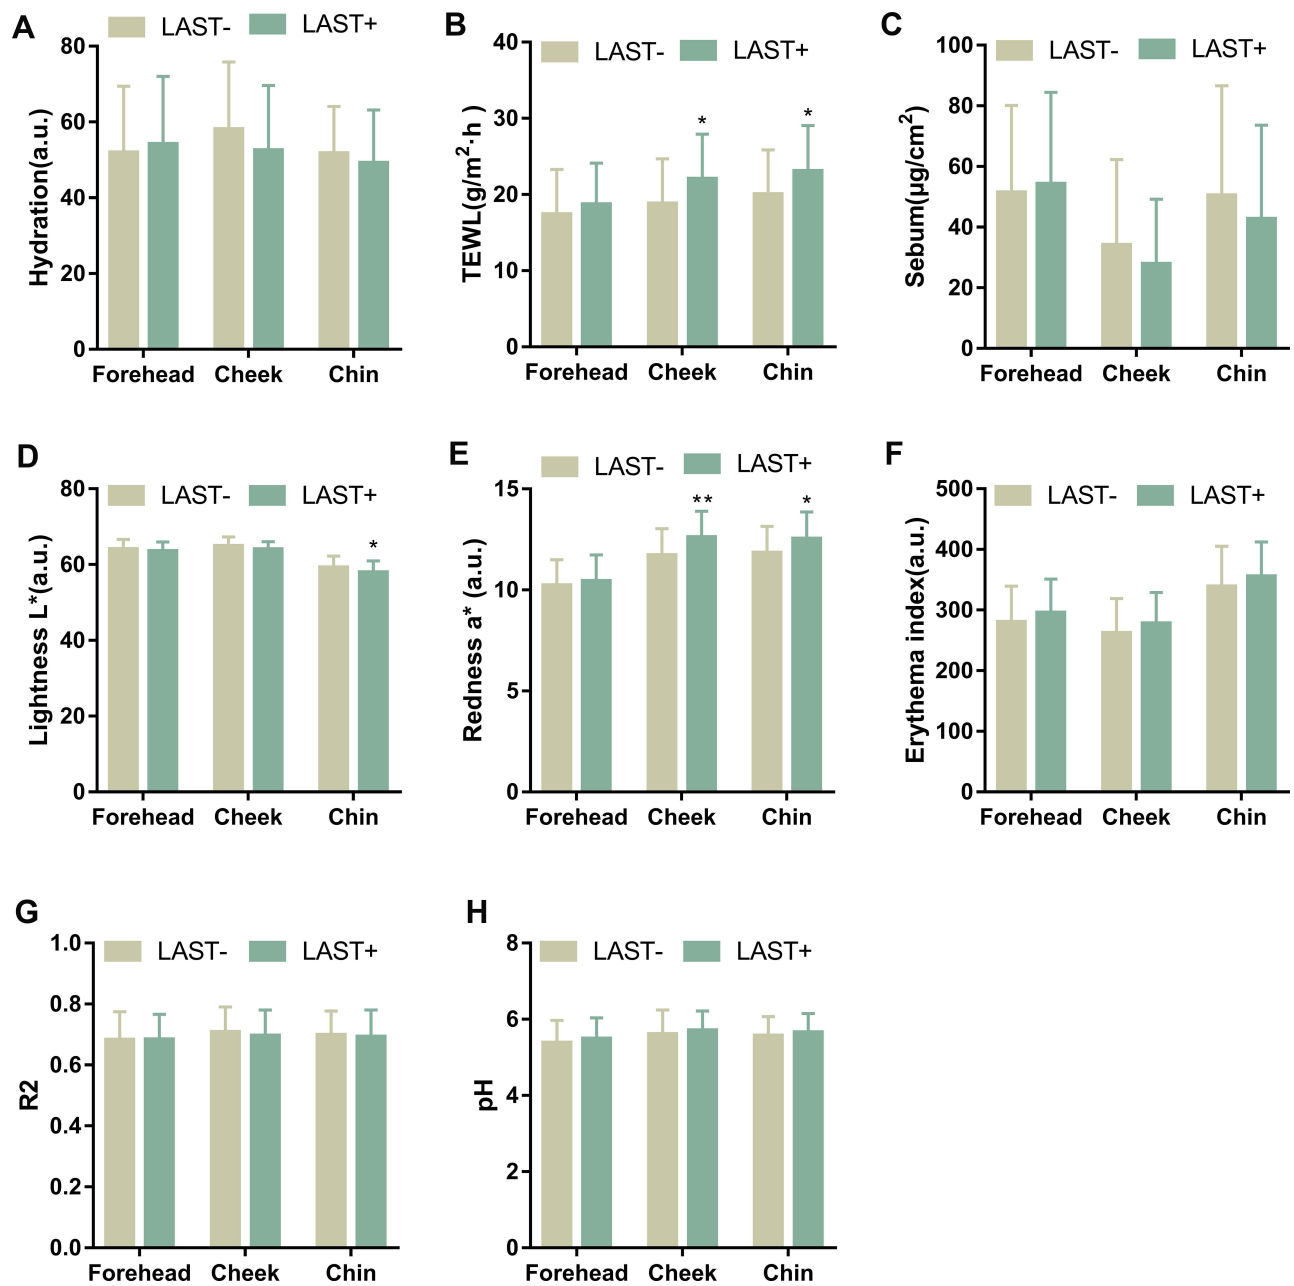 A
LAST- LAST+
Hydration(a.u.)
80
60
40
20
0
Forehead Cheek Chin
B
LAST- LAST+
TEWL(g/m²·h )
40
30
20
10
0
* *
Forehead Cheek Chin
C
LAST- LAST+
Sebum(μg/cm²)
100
80
60
40
20
0
Forehead Cheek Chin
D
LAST- LAST+
Lightness L*(a.u.)
80
60
40
20
0
*
Forehead Cheek Chin
E
LAST- LAST+
Redness a* (a.u.)
15
10
5
0
** *
Forehead Cheek Chin
F
LAST- LAST+
Erythema index(a.u.)
500
400
300
200
100
0
Forehead Cheek Chin
G
LAST- LAST+
R2
1.0
0.8
0.6
0.4
0.2
0.0
Forehead Cheek Chin
H
LAST- LAST+
pH
8
6
4
2
0
Forehead Cheek Chin